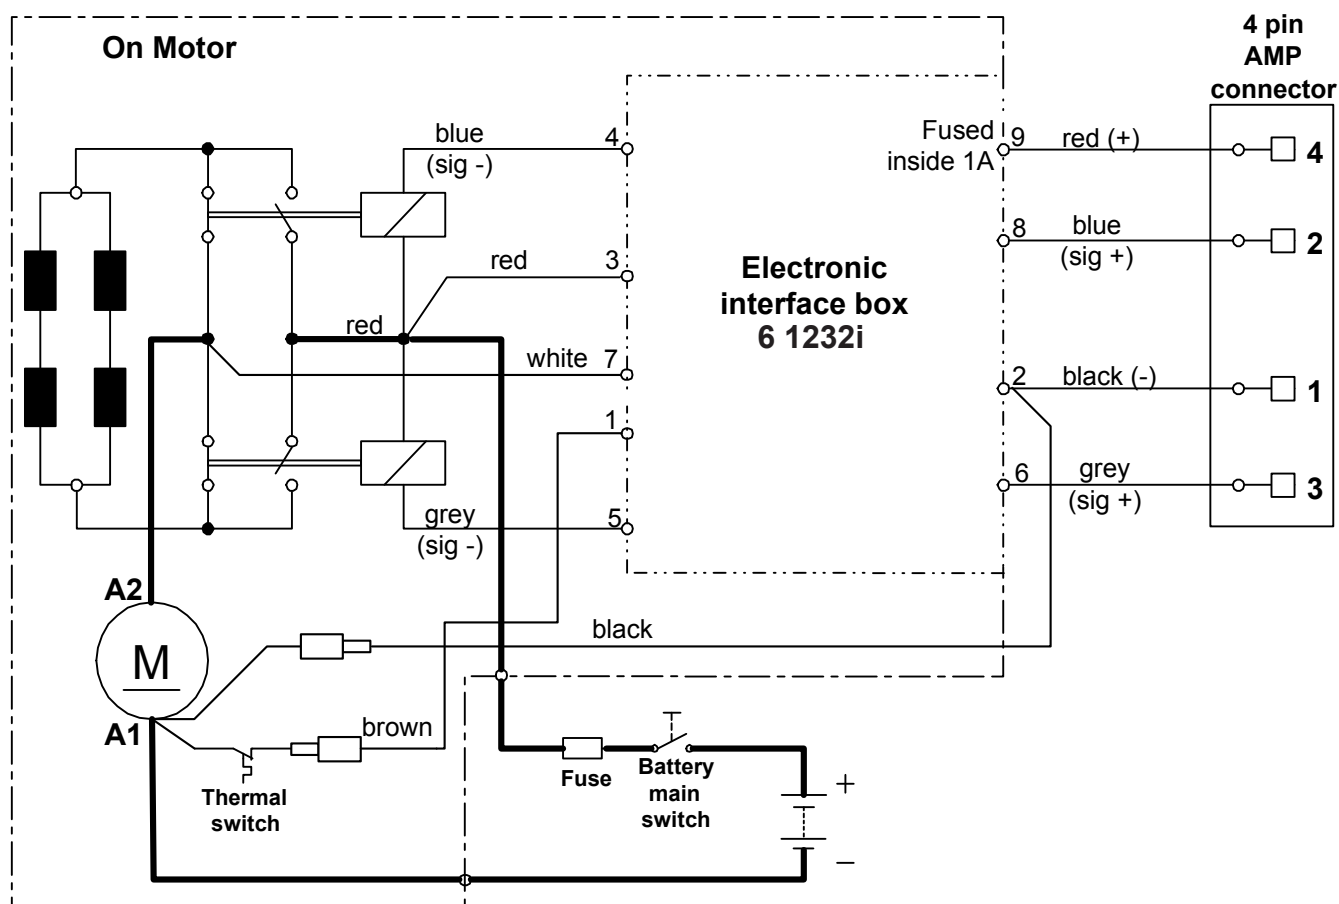 4 pin
AMP
connector
On Motor
blue
(sig -)
4
Fused
inside 1A
9
red (+)
4
8
blue
(sig +)
2
red
3
Electronic
interface box
6 1232i
red
white
7
2
black (-)
1
1
6
grey
(sig +)
3
grey
(sig -)
5
A2
M
black
A1
brown
Thermal
switch
Fuse
Battery
main
switch
+
–